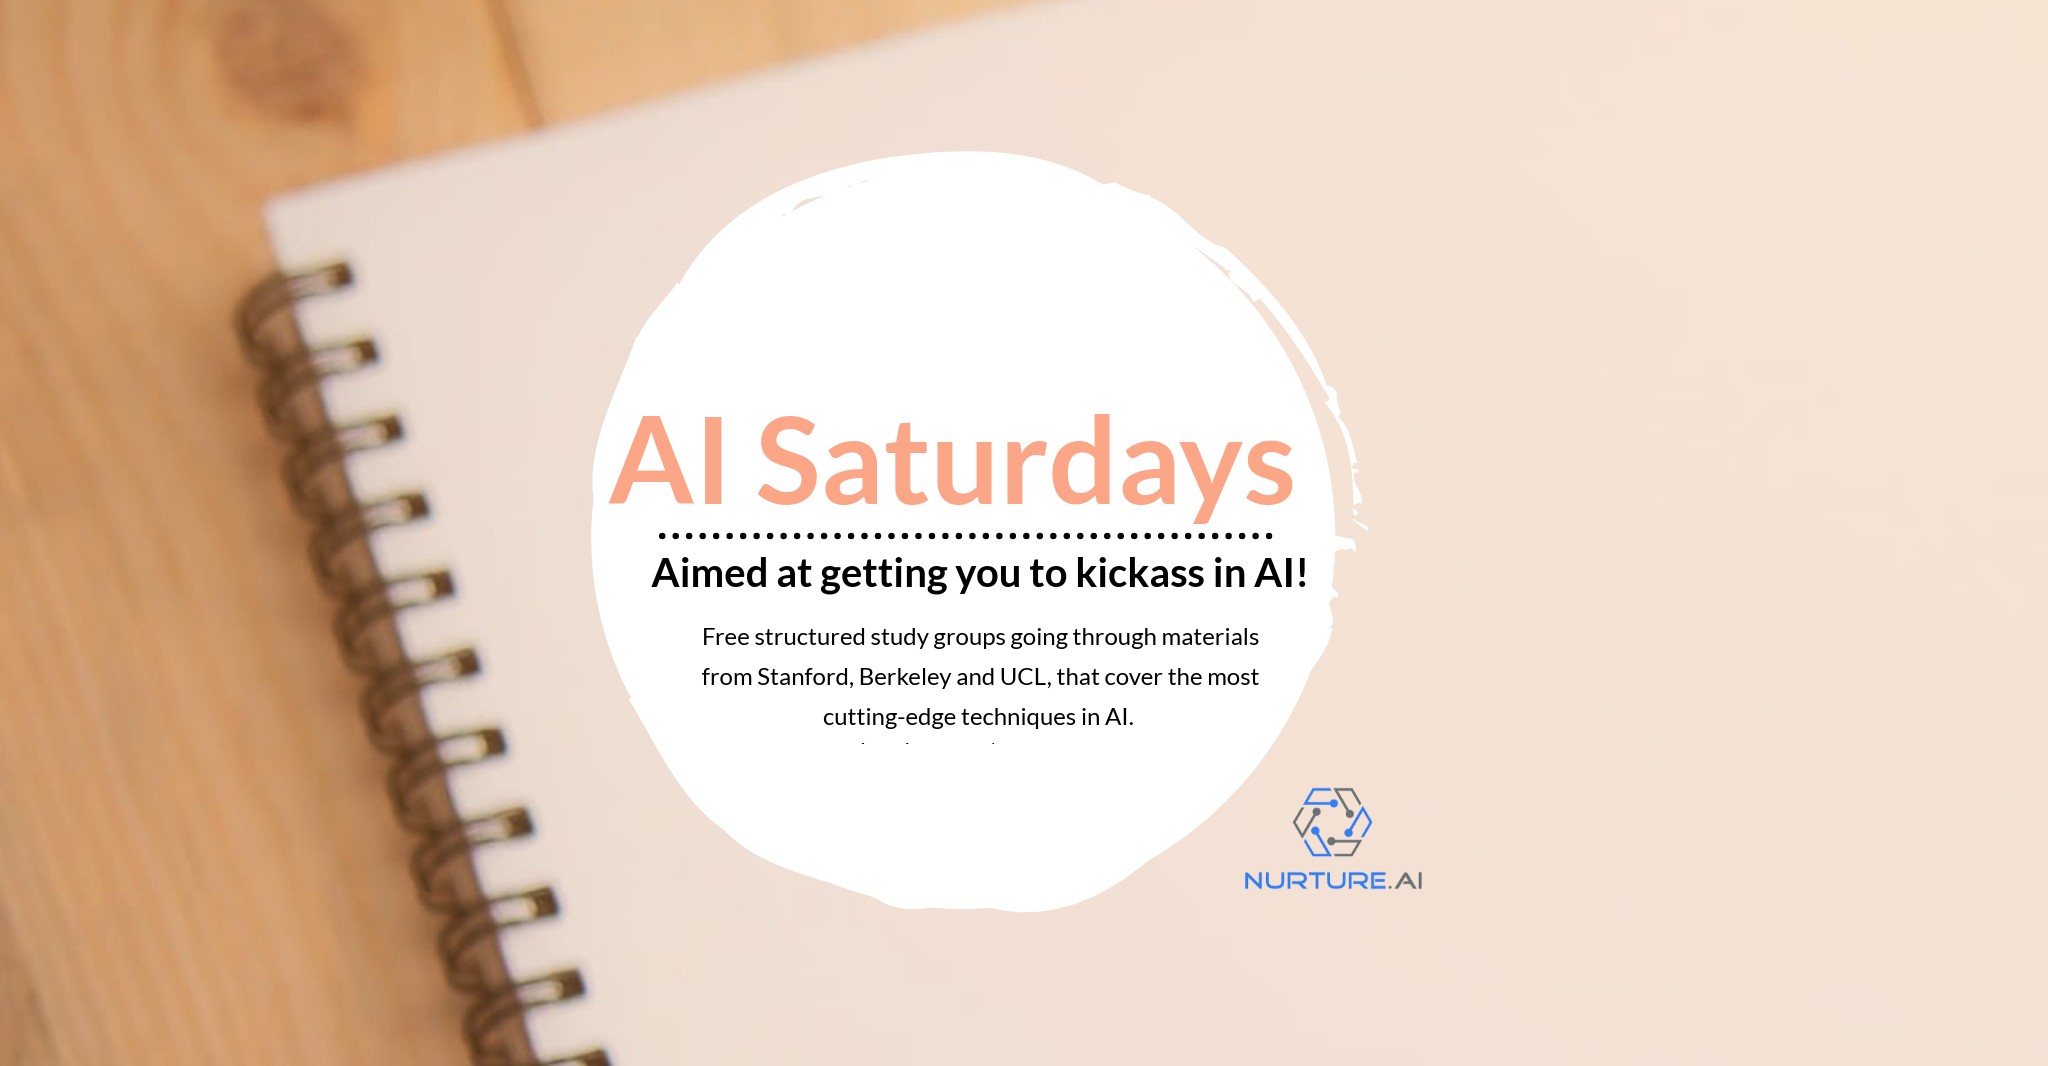 AI Saturdays
Aimed at getting you to kickass in AI!
Free structured study groups going through materials
from Stanford, Berkeley and UCL, that cover the most
cutting-edge techniques in AI.
NURTURE.AI